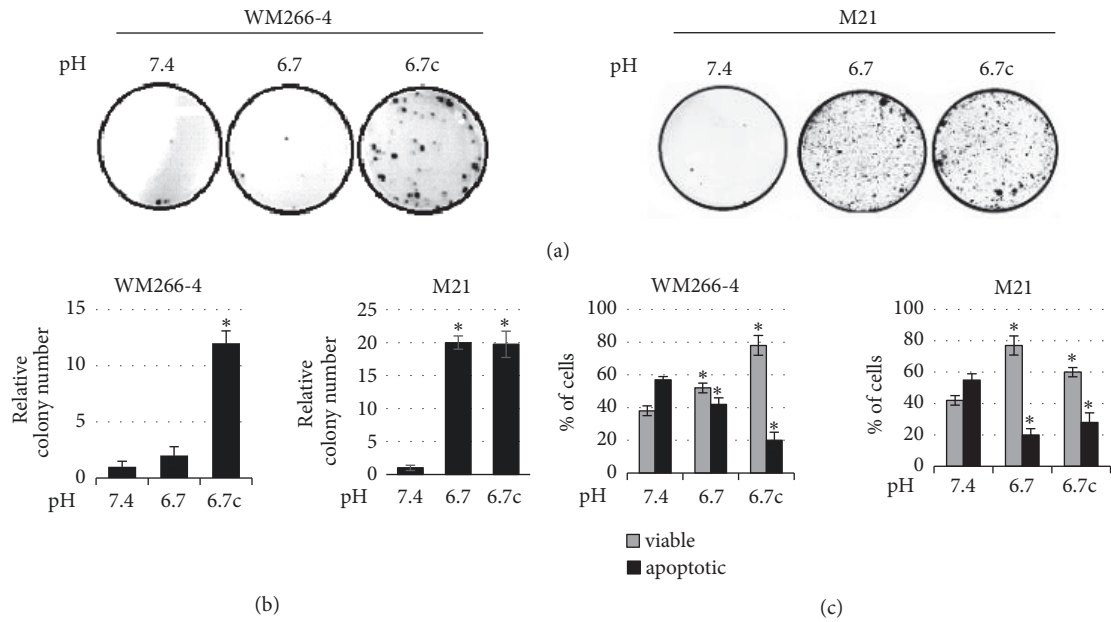 (a)
WM266-4
M21
pH 7.4 6.7 6.7c
pH 7.4 6.7 6.7c
(a)
WM266-4
Relative
colony number
15
10
5
0
*
pH 7.4 6.7 6.7c
M21
Relative
colony number
25
20
15
10
5
0
* *
pH 7.4 6.7 6.7c
(b)
WM266-4
% of cells
100
80
60
40
20
0
* * * *
pH 7.4 6.7 6.7c
viable
apoptotic
M21
% of cells
100
80
60
40
20
0
* * * *
pH 7.4 6.7 6.7c
(c)